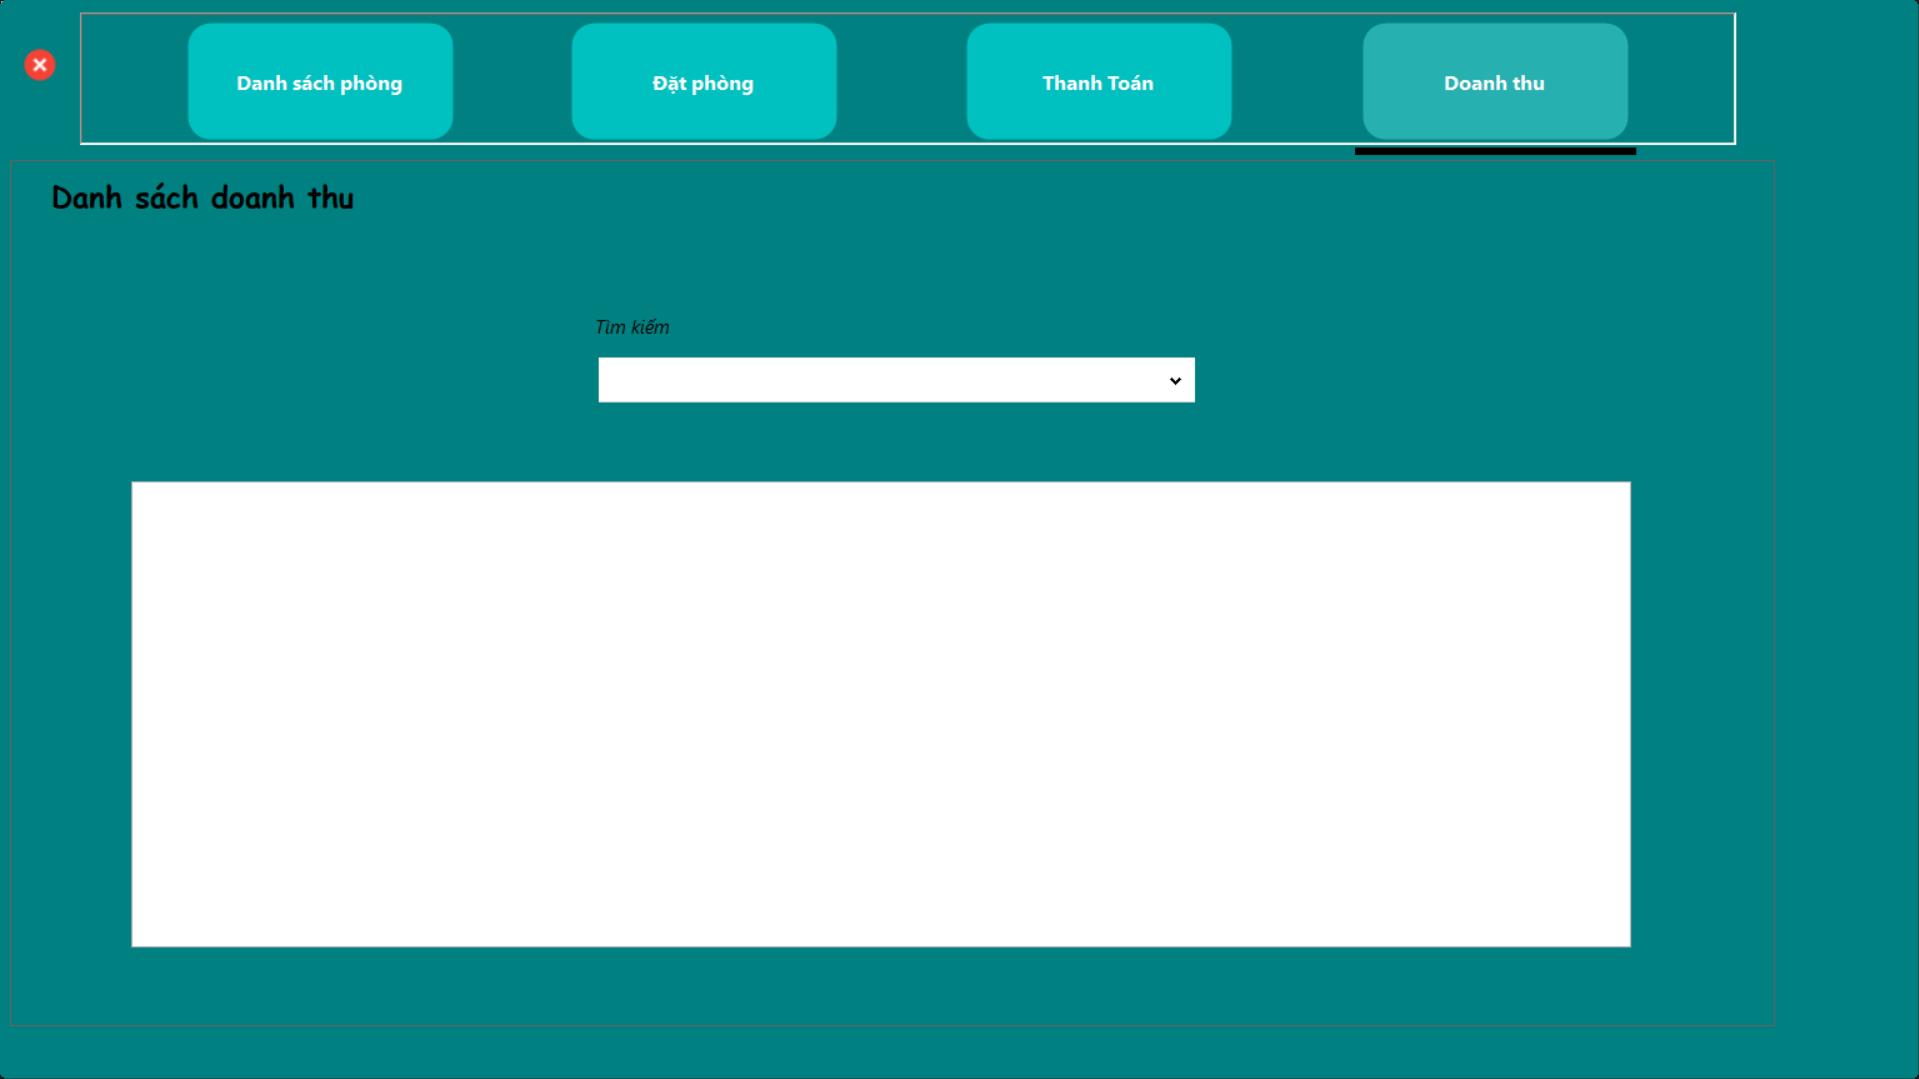 Danh sách phòng
Đặt phòng
Thanh Toán
Doanh thu
Danh sách doanh thu
Tìm kiếm